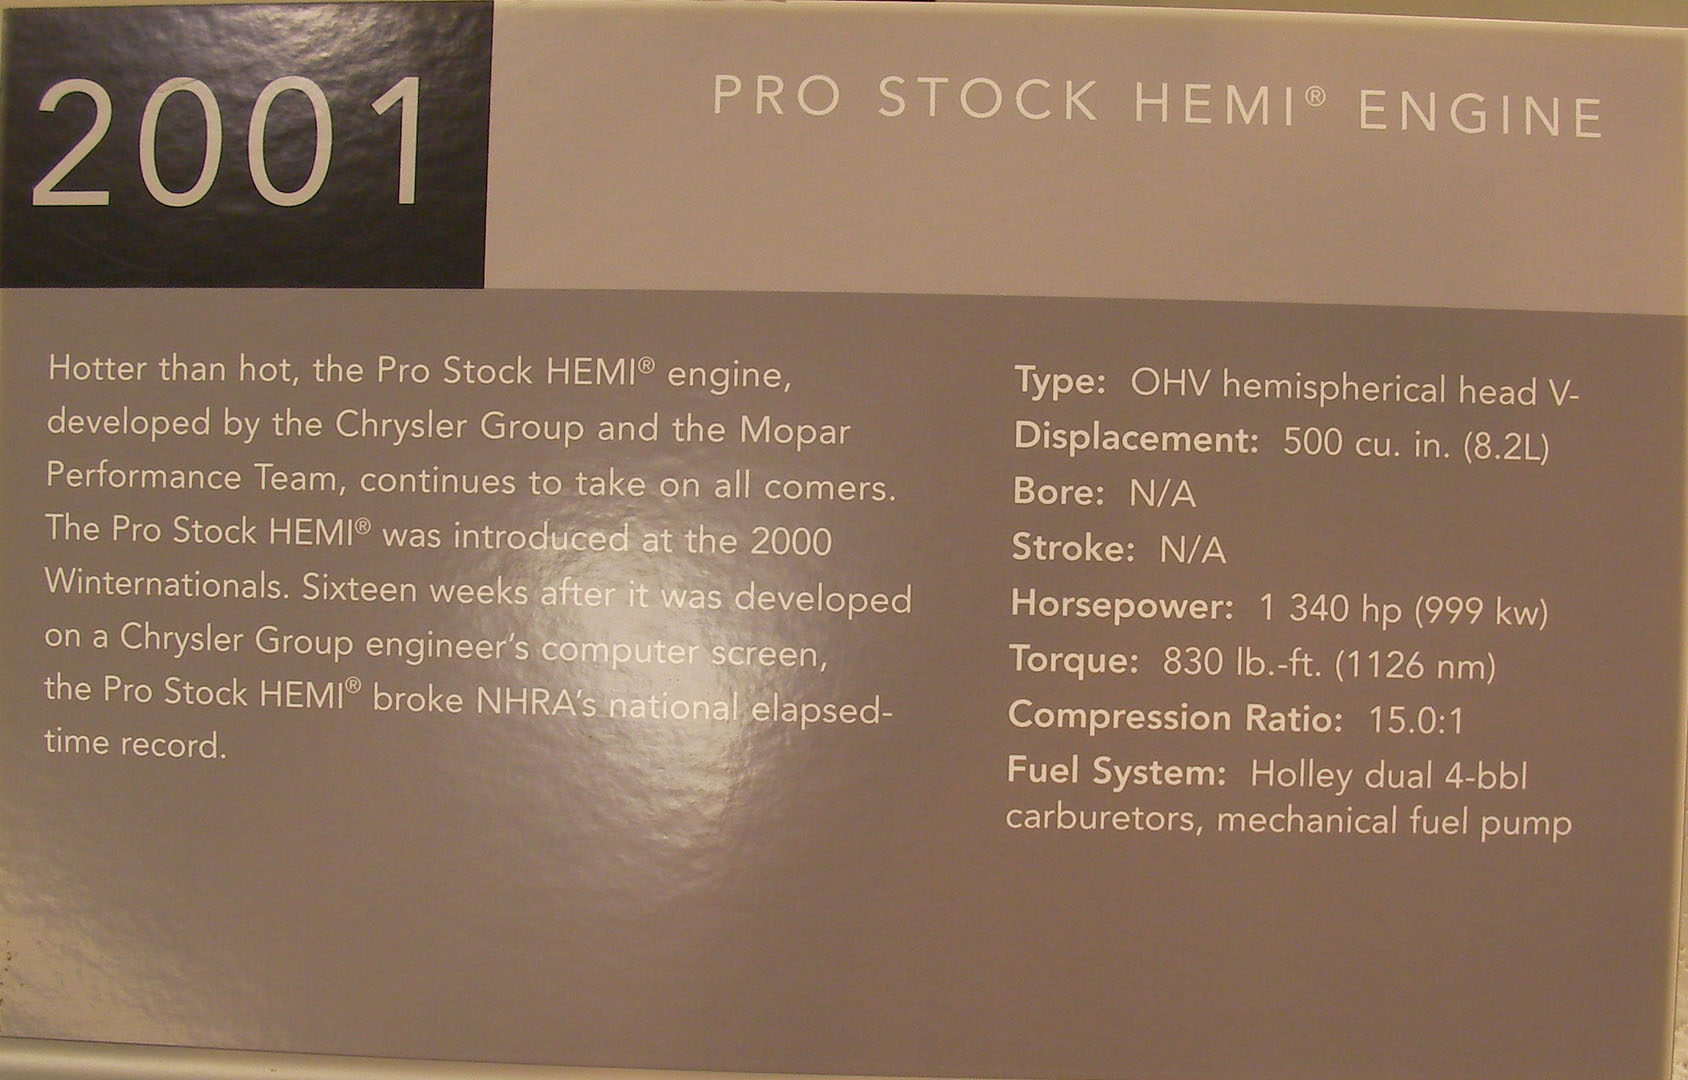 2001
PRO STOCK HEMI® ENGINE
Hotter than hot, the Pro Stock HEMI® engine,
developed by the Chrysler Group and the Mopar
Performance Team, continues to take on all comers.
The Pro Stock HEMI® was introduced at the 2000
Winternationals. Sixteen weeks after it was developed
on a Chrysler Group engineer's computer screen,
the Pro Stock HEMI® broke NHRA's national elapsed-
time record.
Type: OHV hemispherical head V-
Displacement: 500 cu. in. (8.2L)
Bore: N/A
Stroke: N/A
Horsepower: 1 340 hp (999 kw)
Torque: 830 lb.-ft. (1126 nm)
Compression Ratio: 15.0:1
Fuel System: Holley dual 4-bbl
carburetors, mechanical fuel pump